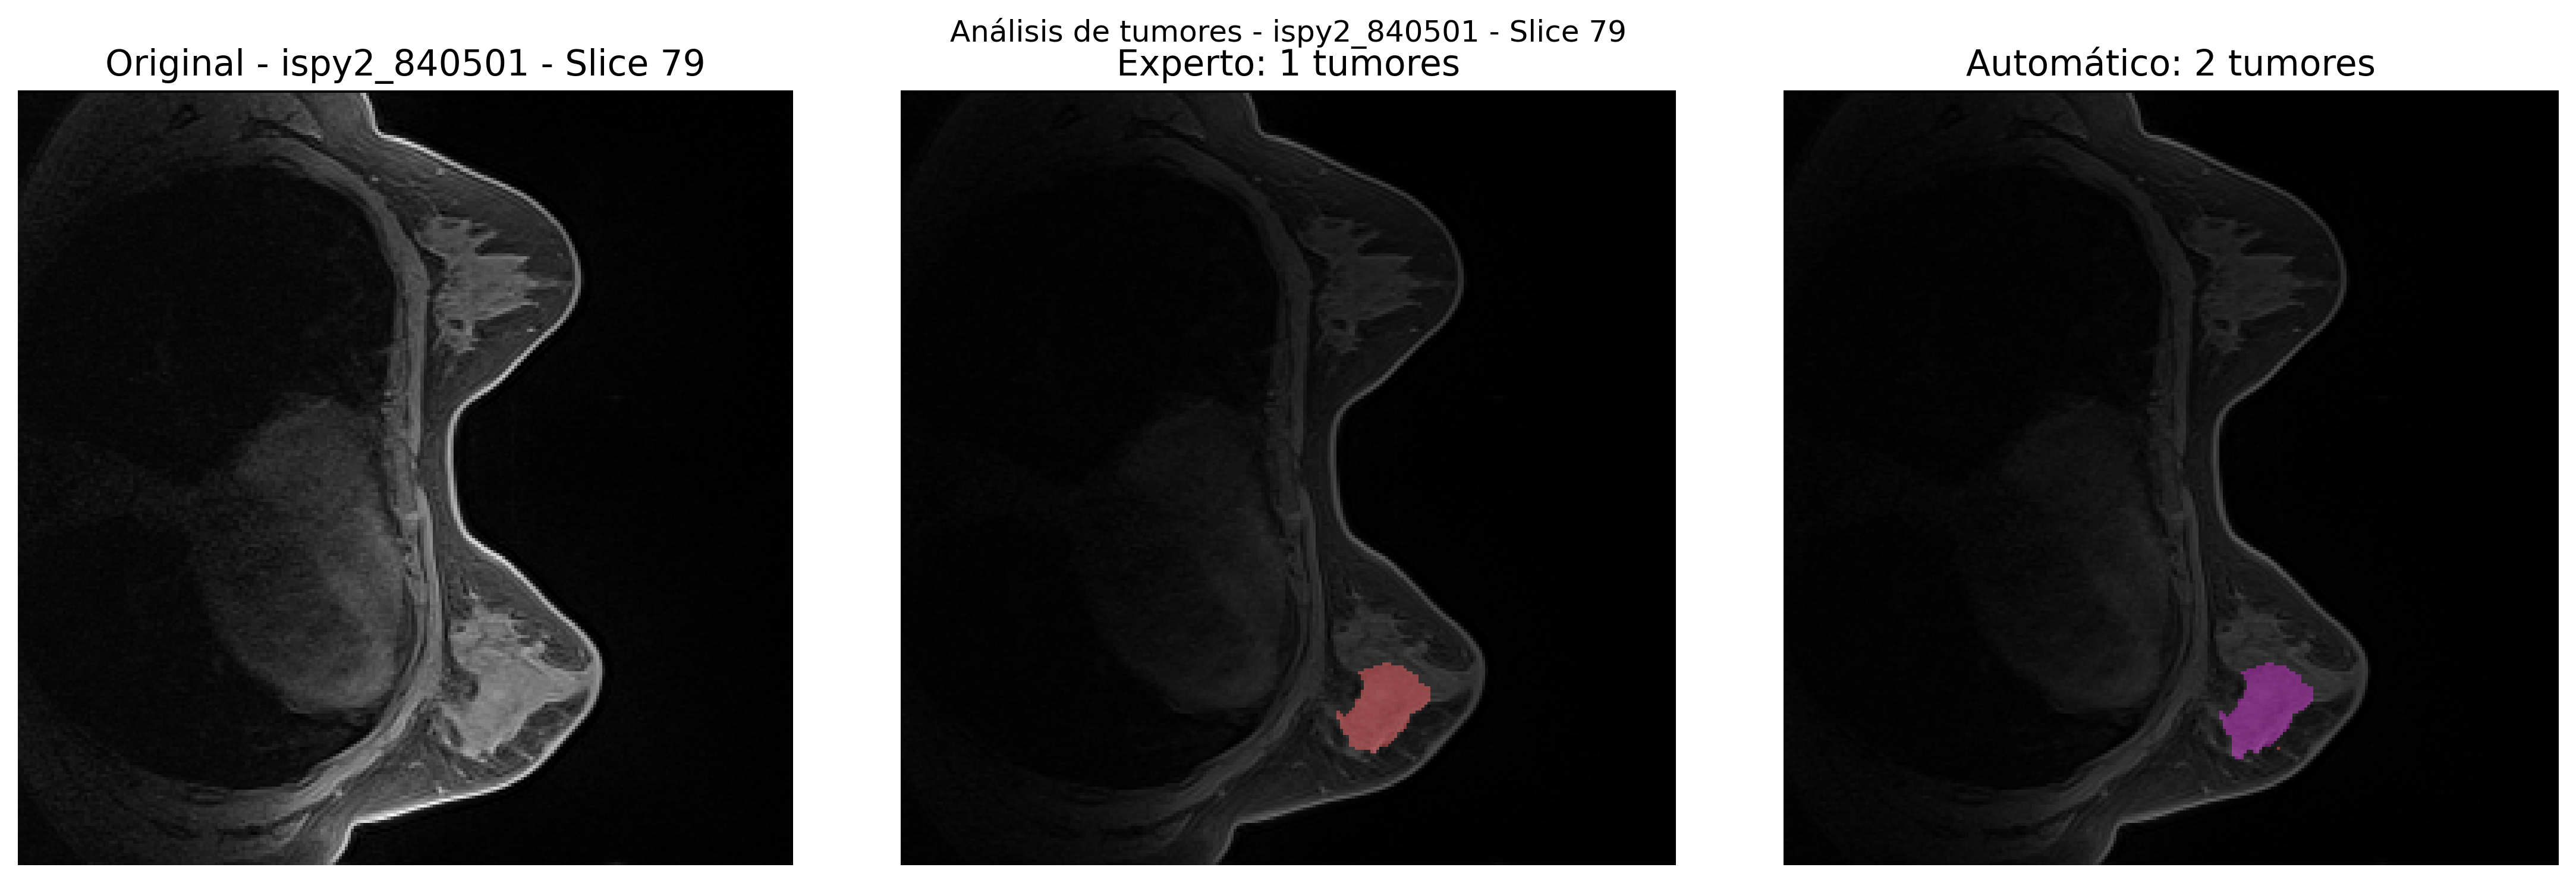 Análisis de tumores - ispy2_840501 - Slice 79
Original - ispy2_840501 - Slice 79
Experto: 1 tumores
Automático: 2 tumores